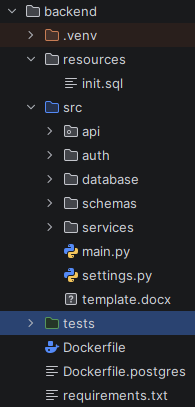 backend
.venv
resources
init.sql
src
api
auth
database
schemas
services
main.py
settings.py
template.docx
tests
Dockerfile
Dockerfile.postgres
requirements.txt